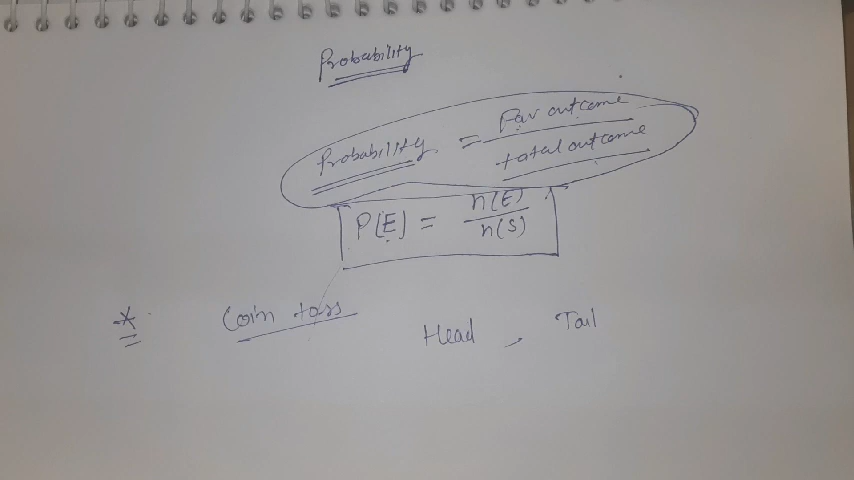 Probability
Probability = Fav outcome
total outcome
P(E) = n(E)
n(S)
* Coin toss Head , Tail